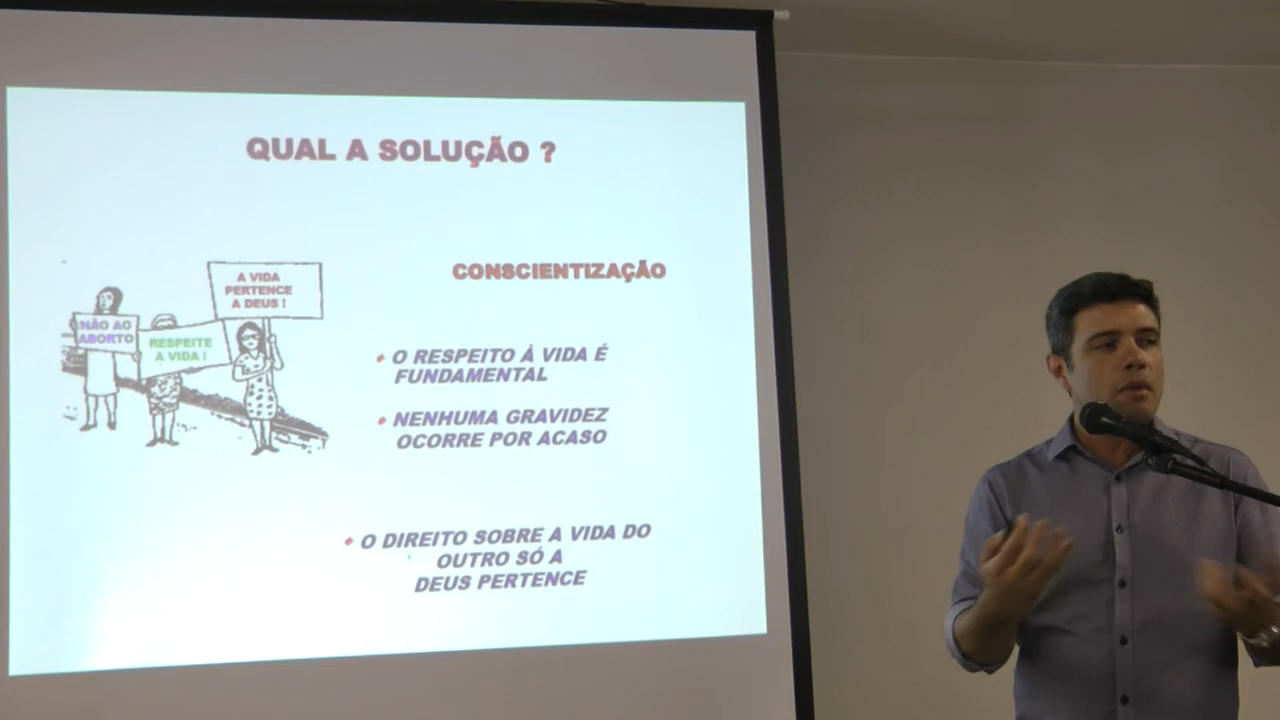 QUAL A SOLUÇÃO ?
A VIDA
PERTENCE
A DEUS !
NÃO AO
ABORTO
RESPEITE
A VIDA !
CONSCIENTIZAÇÃO
O RESPEITO À VIDA É
FUNDAMENTAL
NENHUMA GRAVIDEZ
OCORRE POR ACASO
O DIREITO SOBRE A VIDA DO
OUTRO SÓ A
DEUS PERTENCE